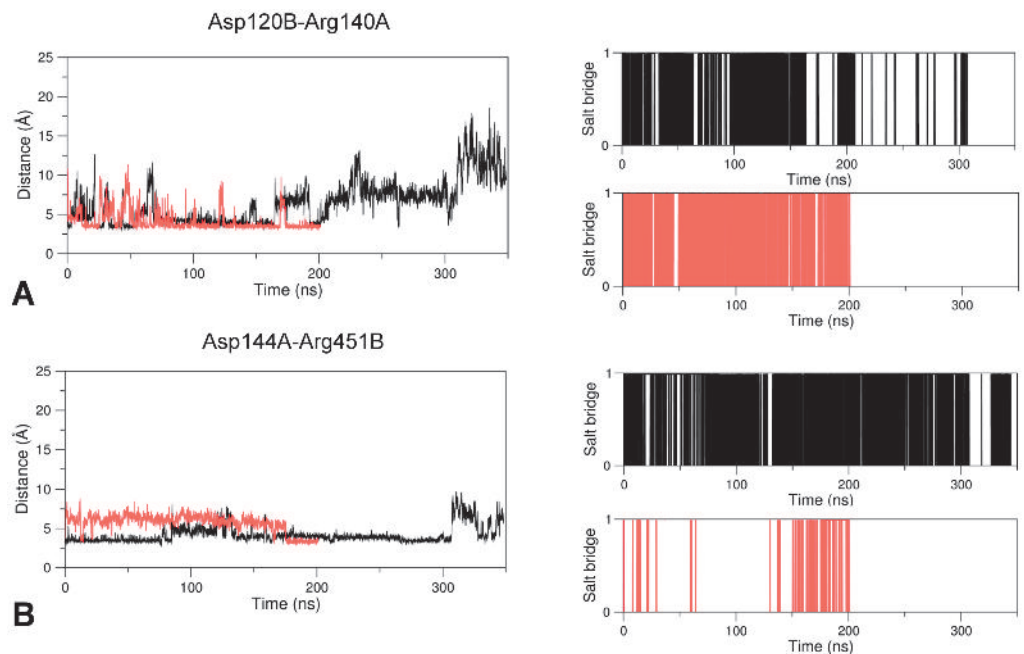 Asp120B-Arg140A
25
20
15
10
5
0
Distance (Å)
0 100 200 300
Time (ns)
A
1
0
Salt bridge
0 100 200 300
Time (ns)
1
0
Salt bridge
0 100 200 300
Time (ns)
Asp144A-Arg451B
25
20
15
10
5
0
Distance (Å)
0 100 200 300
Time (ns)
B
1
0
Salt bridge
0 100 200 300
Time (ns)
1
0
Salt bridge
0 100 200 300
Time (ns)